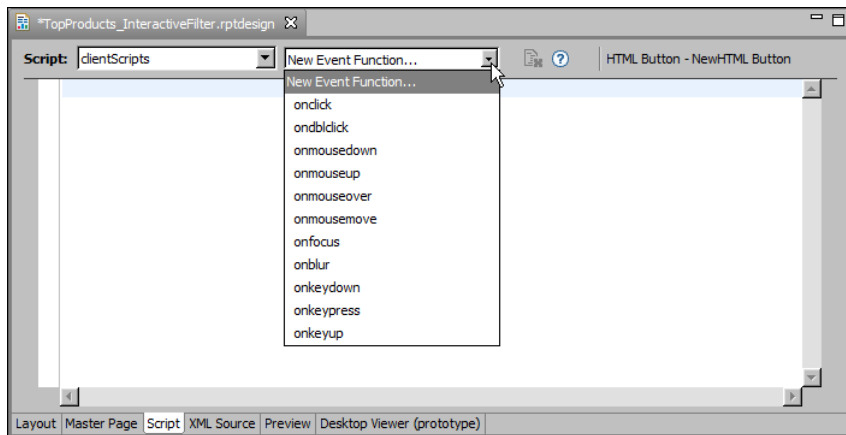 *TopProducts_InteractiveFilter.rptdesign
Script: clientScripts New Event Function... HTML Button - NewHTML Button
New Event Function...
onclick
ondblclick
onmousedown
onmouseup
onmouseover
onmousemove
onfocus
onblur
onkeydown
onkeypress
onkeyup
Layout Master Page Script XML Source Preview Desktop Viewer (prototype)